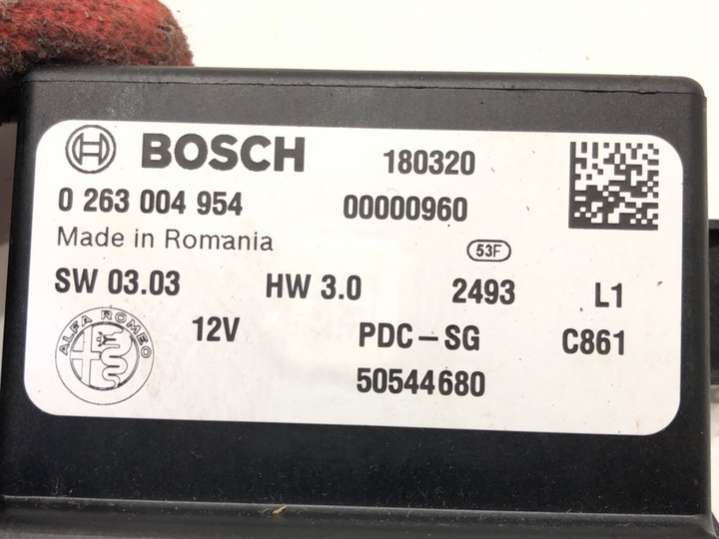 BOSCH 180320
0 263 004 954 00000960
Made in Romania 53F
SW 03.03 HW 3.0 2493 L1
ALFA ROMEO 12V PDC-SG C861
50544680